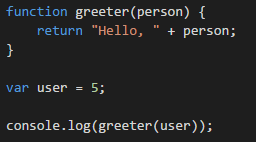 function greeter(person) {
    return "Hello, " + person;
}

var user = 5;

console.log(greeter(user));